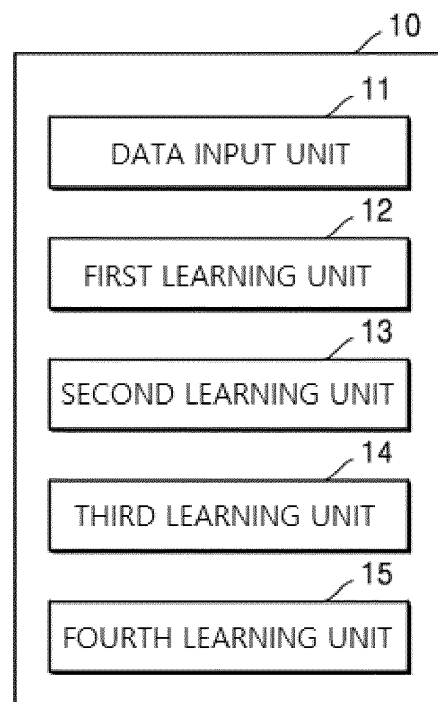 10
11
DATA INPUT UNIT
12
FIRST LEARNING UNIT
13
SECOND LEARNING UNIT
14
THIRD LEARNING UNIT
15
FOURTH LEARNING UNIT